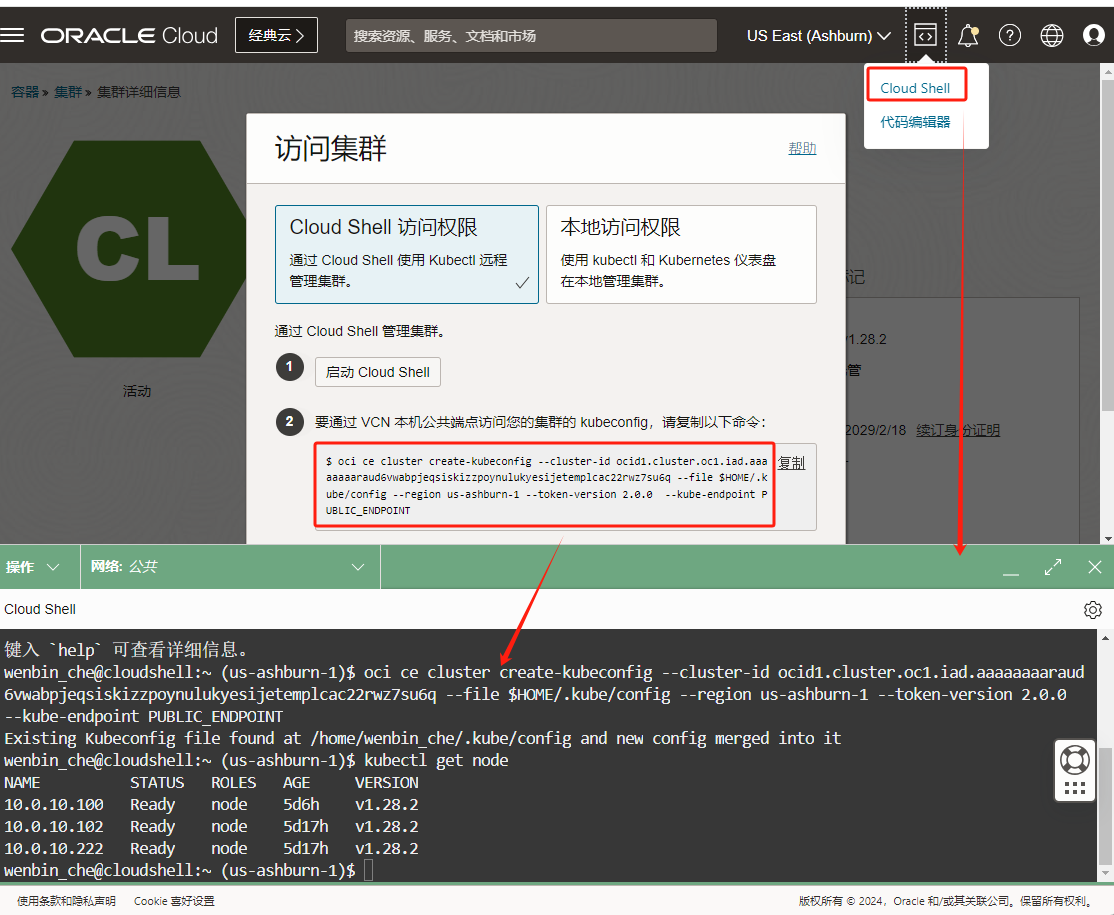 ORACLE Cloud
经典云
搜索资源、服务、文档和市场
US East (Ashburn)
Cloud Shell
代码编辑器
容器 » 集群 » 集群详细信息
CL
活动
访问集群
帮助
Cloud Shell 访问权限
通过 Cloud Shell 使用 Kubectl 远程
管理集群。
本地访问权限
使用 kubectl 和 Kubernetes 仪表盘
在本地管理集群。
标记
v1.28.2
管
2029/2/18 续订身份证明
通过 Cloud Shell 管理集群。
1
启动 Cloud Shell
2
要通过 VCN 本机公共端点访问您的集群的 kubeconfig，请复制以下命令：
$ oci ce cluster create-kubeconfig --cluster-id ocid1.cluster.oc1.iad.aaa
aaaaaraud6vwabpjeqsiskizzpoynulukyesijetemplcac22rwz7su6q --file $HOME/.k
ube/config --region us-ashburn-1 --token-version 2.0.0  --kube-endpoint P
UBLIC_ENDPOINT
复制
操作
网络: 公共
Cloud Shell
键入 `help` 可查看详细信息。
wenbin_che@cloudshell:~ (us-ashburn-1)$ oci ce cluster create-kubeconfig --cluster-id ocid1.cluster.oc1.iad.aaaaaaaaraud
6vwabpjeqsiskizzpoynulukyesijetemplcac22rwz7su6q --file $HOME/.kube/config --region us-ashburn-1 --token-version 2.0.0
--kube-endpoint PUBLIC_ENDPOINT
Existing Kubeconfig file found at /home/wenbin_che/.kube/config and new config merged into it
wenbin_che@cloudshell:~ (us-ashburn-1)$ kubectl get node
NAME STATUS ROLES AGE VERSION
10.0.10.100 Ready node 5d6h v1.28.2
10.0.10.102 Ready node 5d17h v1.28.2
10.0.10.222 Ready node 5d17h v1.28.2
wenbin_che@cloudshell:~ (us-ashburn-1)$
使用条款和隐私声明 Cookie 喜好设置
版权所有 © 2024，Oracle 和/或其关联公司。保留所有权利。